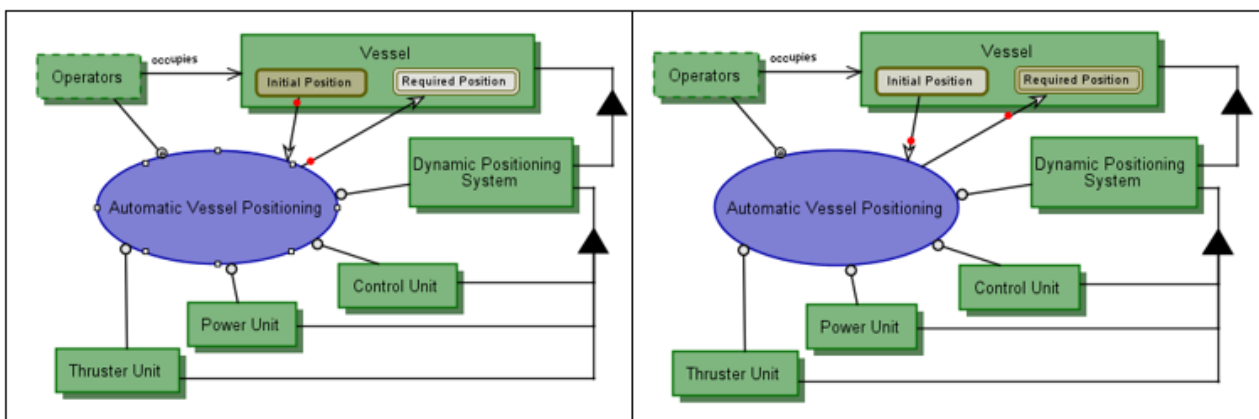 Vessel
occupies
Operators
Initial Position
Required Position
Dynamic Positioning
System
Automatic Vessel Positioning
Control Unit
Power Unit
Thruster Unit
Vessel
occupies
Operators
Initial Position
Required Position
Dynamic Positioning
System
Automatic Vessel Positioning
Control Unit
Power Unit
Thruster Unit